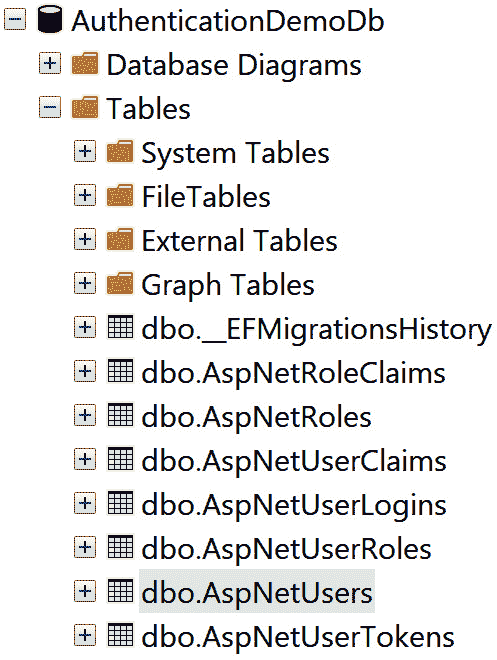 AuthenticationDemoDb
Database Diagrams
Tables
System Tables
FileTables
External Tables
Graph Tables
dbo.__EFMigrationsHistory
dbo.AspNetRoleClaims
dbo.AspNetRoles
dbo.AspNetUserClaims
dbo.AspNetUserLogins
dbo.AspNetUserRoles
dbo.AspNetUsers
dbo.AspNetUserTokens